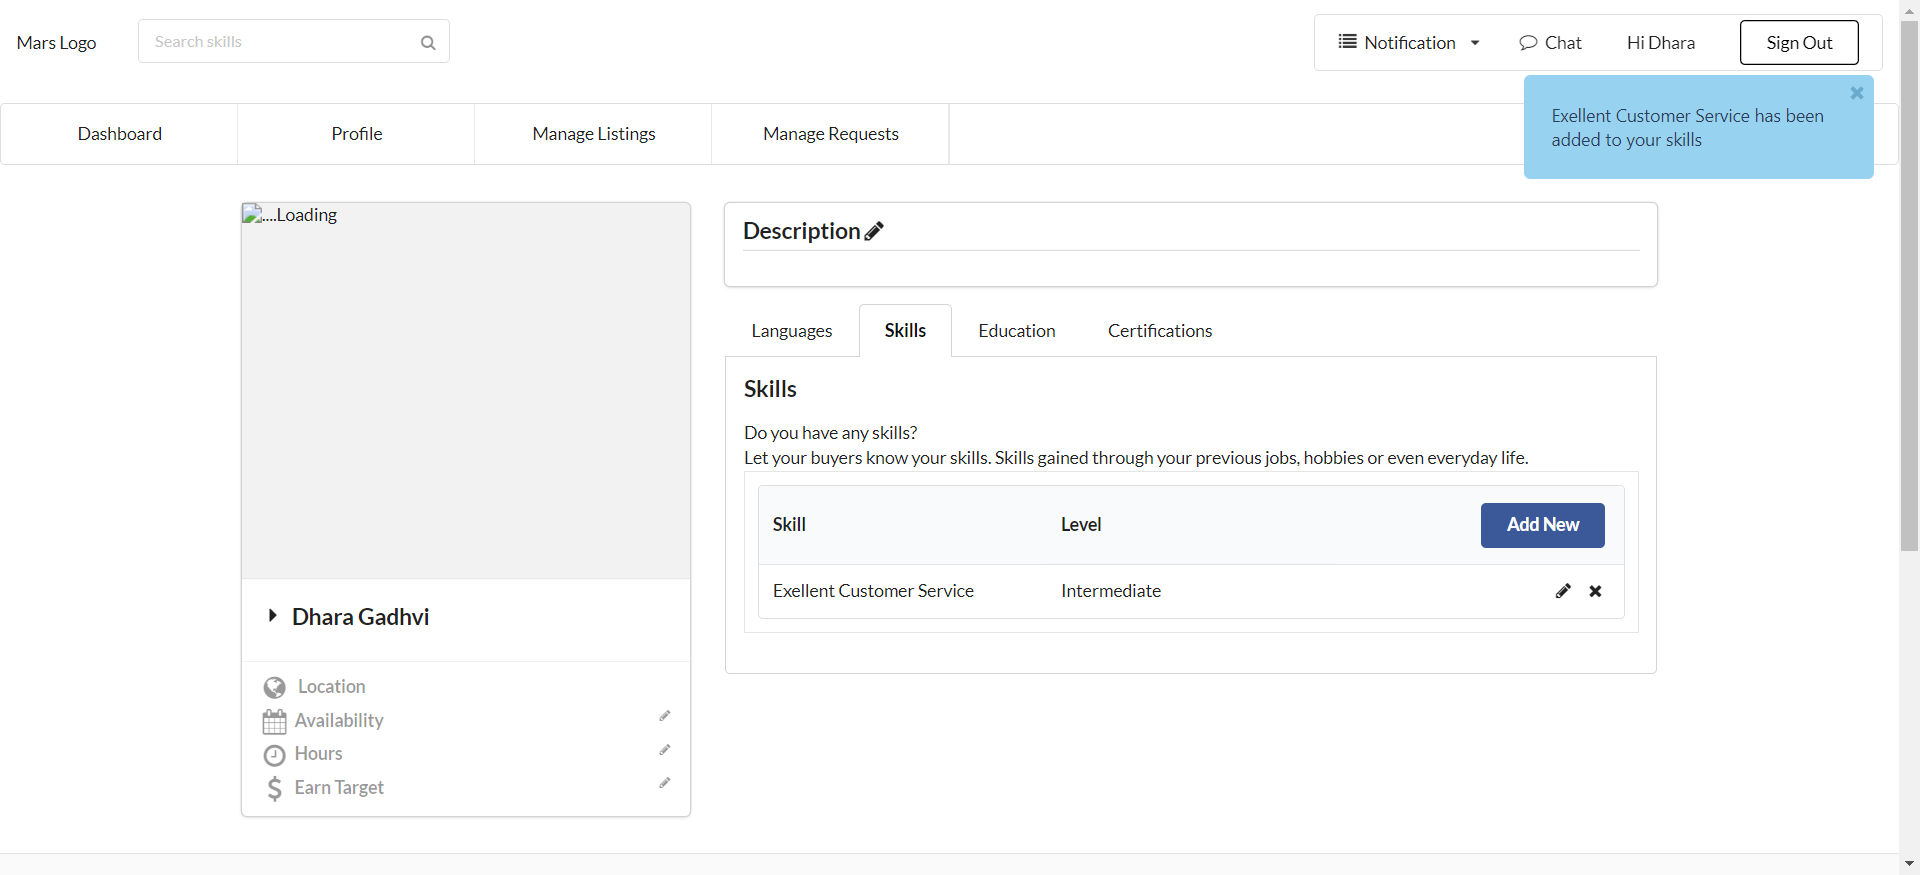 Mars Logo
Search skills
Notification
Chat
Hi Dhara
Sign Out
Exellent Customer Service has been
added to your skills
Dashboard
Profile
Manage Listings
Manage Requests
....Loading
Description
Languages
Skills
Education
Certifications
Skills
Do you have any skills?
Let your buyers know your skills. Skills gained through your previous jobs, hobbies or even everyday life.
Skill
Level
Add New
Exellent Customer Service
Intermediate
Dhara Gadhvi
Location
Availability
Hours
Earn Target